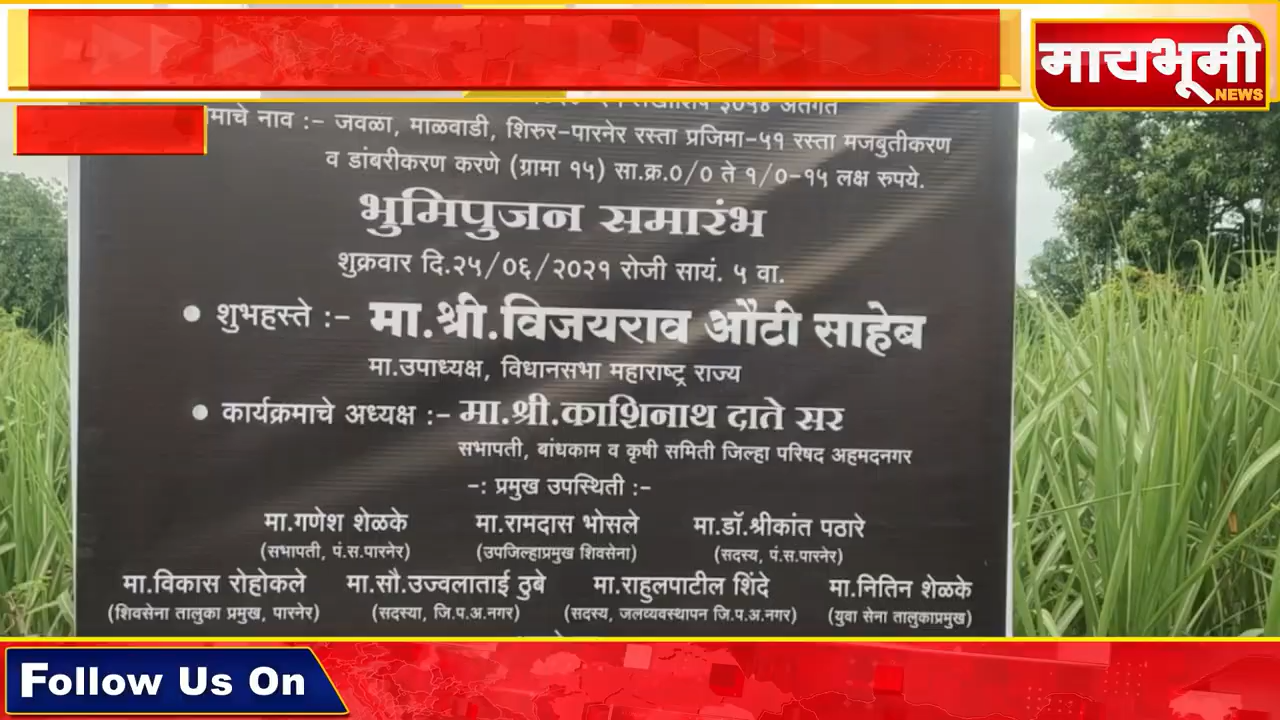 मायभूमी
NEWS
३०५४ अंतर्गत
माचे नाव :- जवळा, माळवाडी, शिरुर-पारनेर रस्ता प्रजिमा-५१ रस्ता मजबुतीकरण
व डांबरीकरण करणे (ग्रामा १५) सा.क्र.०/० ते १/०-१५ लक्ष रुपये.
भुमिपुजन समारंभ
शुक्रवार दि.२५/०६/२०२१ रोजी सायं. ५ वा.
• शुभहस्ते :- मा.श्री.विजयराव औटी साहेब
मा.उपाध्यक्ष, विधानसभा महाराष्ट्र राज्य
• कार्यक्रमाचे अध्यक्ष :- मा.श्री.काशिनाथ दाते सर
सभापती, बांधकाम व कृषी समिती जिल्हा परिषद अहमदनगर
-: प्रमुख उपस्थिती :-
मा.गणेश शेळके मा.रामदास भोसले मा.डॉ.श्रीकांत पठारे
(सभापती, पं.स.पारनेर) (उपजिल्हाप्रमुख शिवसेना) (सदस्य, पं.स.पारनेर)
मा.विकास रोहोकले मा.सौ.उज्वलाताई ठुबे मा.राहुलपाटील शिंदे मा.नितिन शेळके
(शिवसेना तालुका प्रमुख, पारनेर) (सदस्या, जि.प.अ.नगर) (सदस्य, जलव्यवस्थापन जि.प.अ.नगर) (युवा सेना तालुकाप्रमुख)
Follow Us On